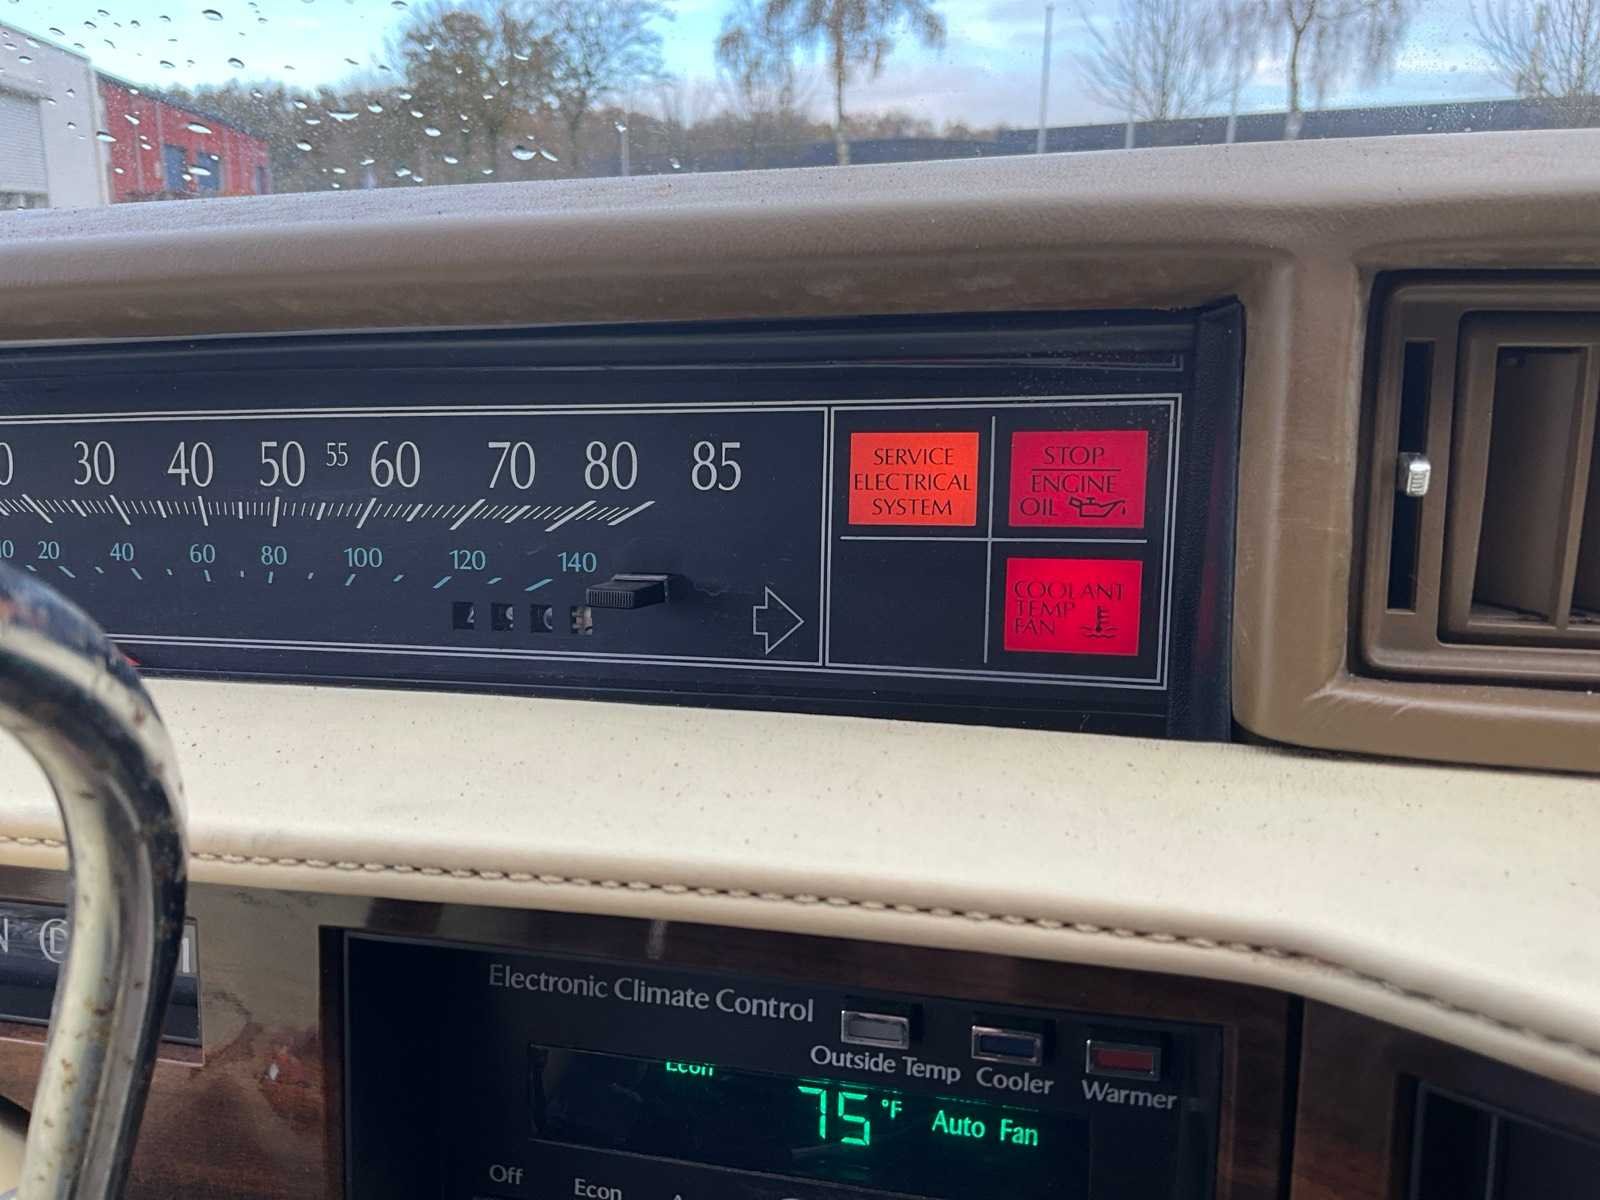 30 40 50 55 60 70 80 85
20 40 60 80 100 120 140
SERVICE
ELECTRICAL
SYSTEM
STOP
ENGINE
OIL
COOLANT
TEMP
FAN
N D
Electronic Climate Control
Outside Temp Cooler Warmer
Econ
75 °F Auto Fan
Off Econ